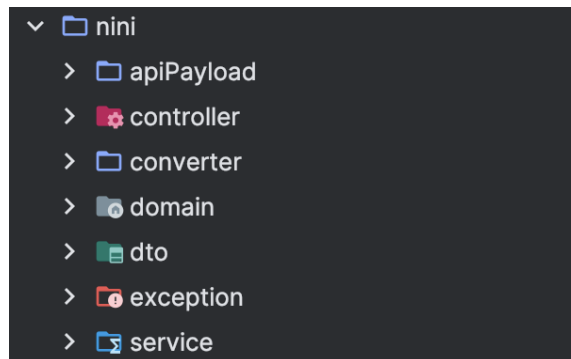 nini
apiPayload
controller
converter
domain
dto
exception
service